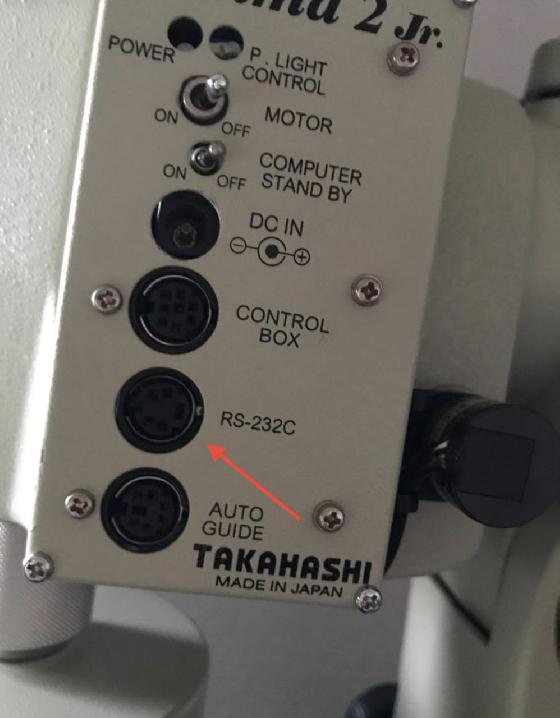 2 Jr.
POWER
P. LIGHT
CONTROL
ON OFF
MOTOR
ON OFF
COMPUTER
STAND BY
DC IN
CONTROL
BOX
RS-232C
AUTO
GUIDE
TAKAHASHI
MADE IN JAPAN